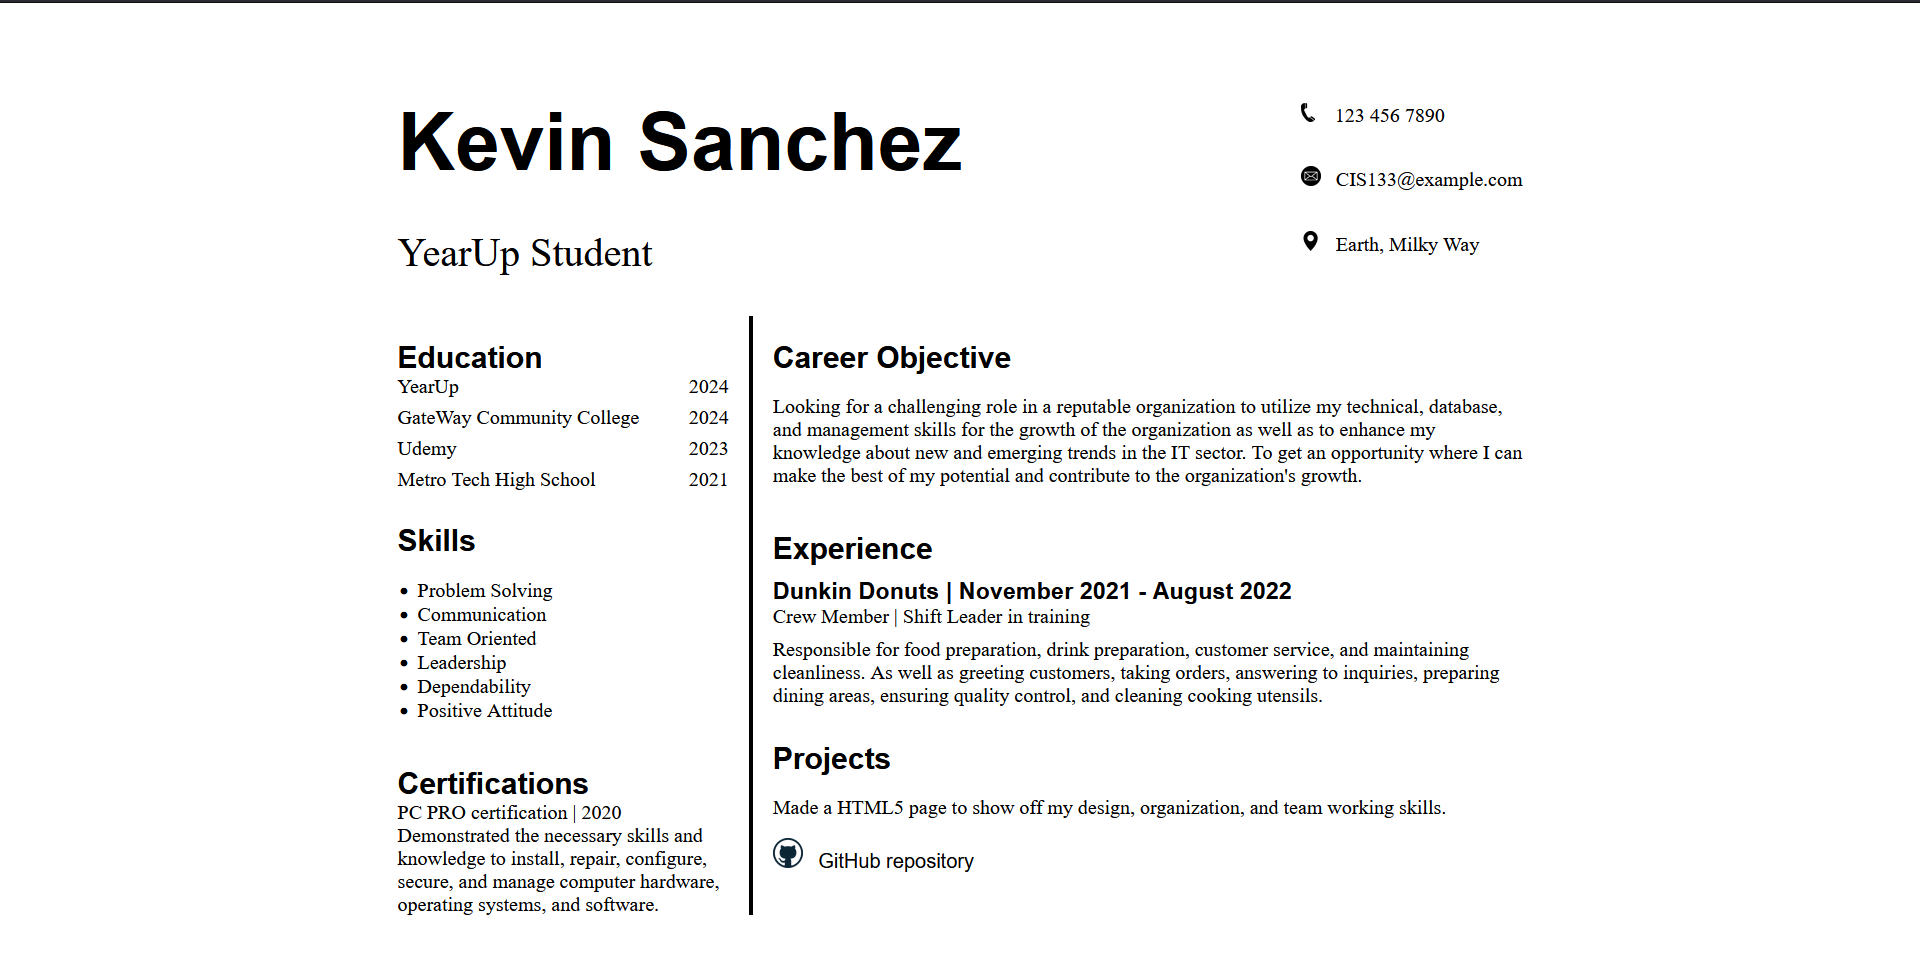 Kevin Sanchez
YearUp Student
123 456 7890
CIS133@example.com
Earth, Milky Way
Education
YearUp 2024
GateWay Community College 2024
Udemy 2023
Metro Tech High School 2021
Skills
• Problem Solving
• Communication
• Team Oriented
• Leadership
• Dependability
• Positive Attitude
Certifications
PC PRO certification | 2020
Demonstrated the necessary skills and
knowledge to install, repair, configure,
secure, and manage computer hardware,
operating systems, and software.
Career Objective
Looking for a challenging role in a reputable organization to utilize my technical, database,
and management skills for the growth of the organization as well as to enhance my
knowledge about new and emerging trends in the IT sector. To get an opportunity where I can
make the best of my potential and contribute to the organization's growth.
Experience
Dunkin Donuts | November 2021 - August 2022
Crew Member | Shift Leader in training
Responsible for food preparation, drink preparation, customer service, and maintaining
cleanliness. As well as greeting customers, taking orders, answering to inquiries, preparing
dining areas, ensuring quality control, and cleaning cooking utensils.
Projects
Made a HTML5 page to show off my design, organization, and team working skills.
GitHub repository